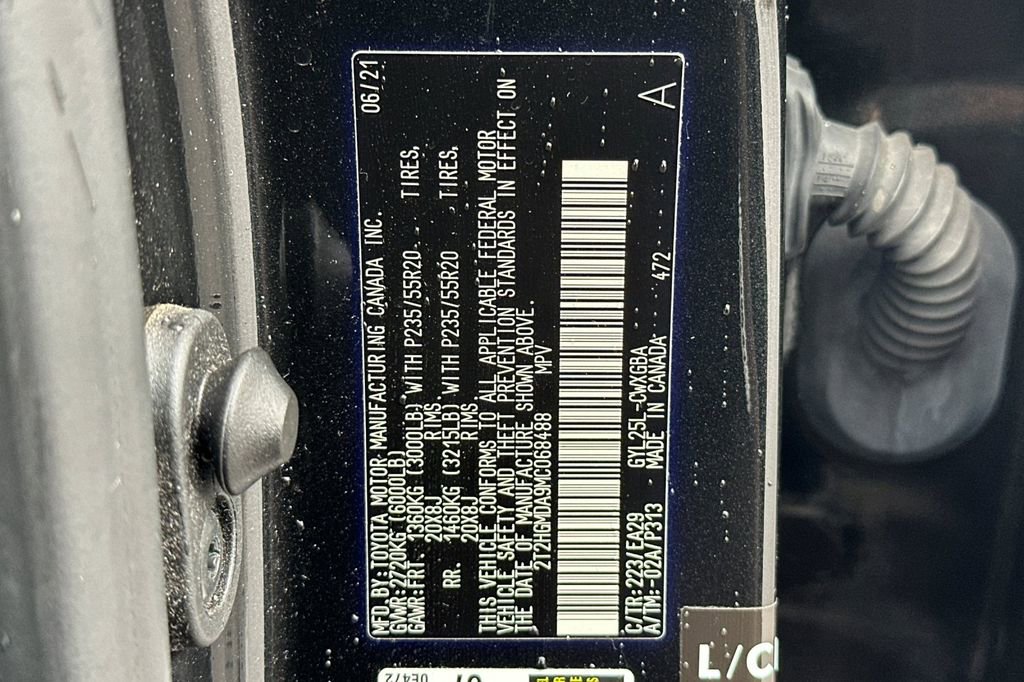 MFD.BY:TOYOTA MOTOR MANUFACTURING CANADA INC. 06/21
GVWR:2720KG (6000LB)
GAWR:FRT. 1360KG (3000LB) WITH P235/55R20 TIRES,
20X8J RIMS
RR. 1460KG (3215LB) WITH P235/55R20 TIRES,
20X8J RIMS
THIS VEHICLE CONFORMS TO ALL APPLICABLE FEDERAL MOTOR
VEHICLE SAFETY AND THEFT PREVENTION STANDARDS IN EFFECT ON
THE DATE OF MANUFACTURE SHOWN ABOVE.
2T2HGMDA9MC068488 MPV
C/TR:223/EA29 GYL25L-CWXGBA
A/TM:-02A/P313 MADE IN CANADA 472 A
0E472
L/C